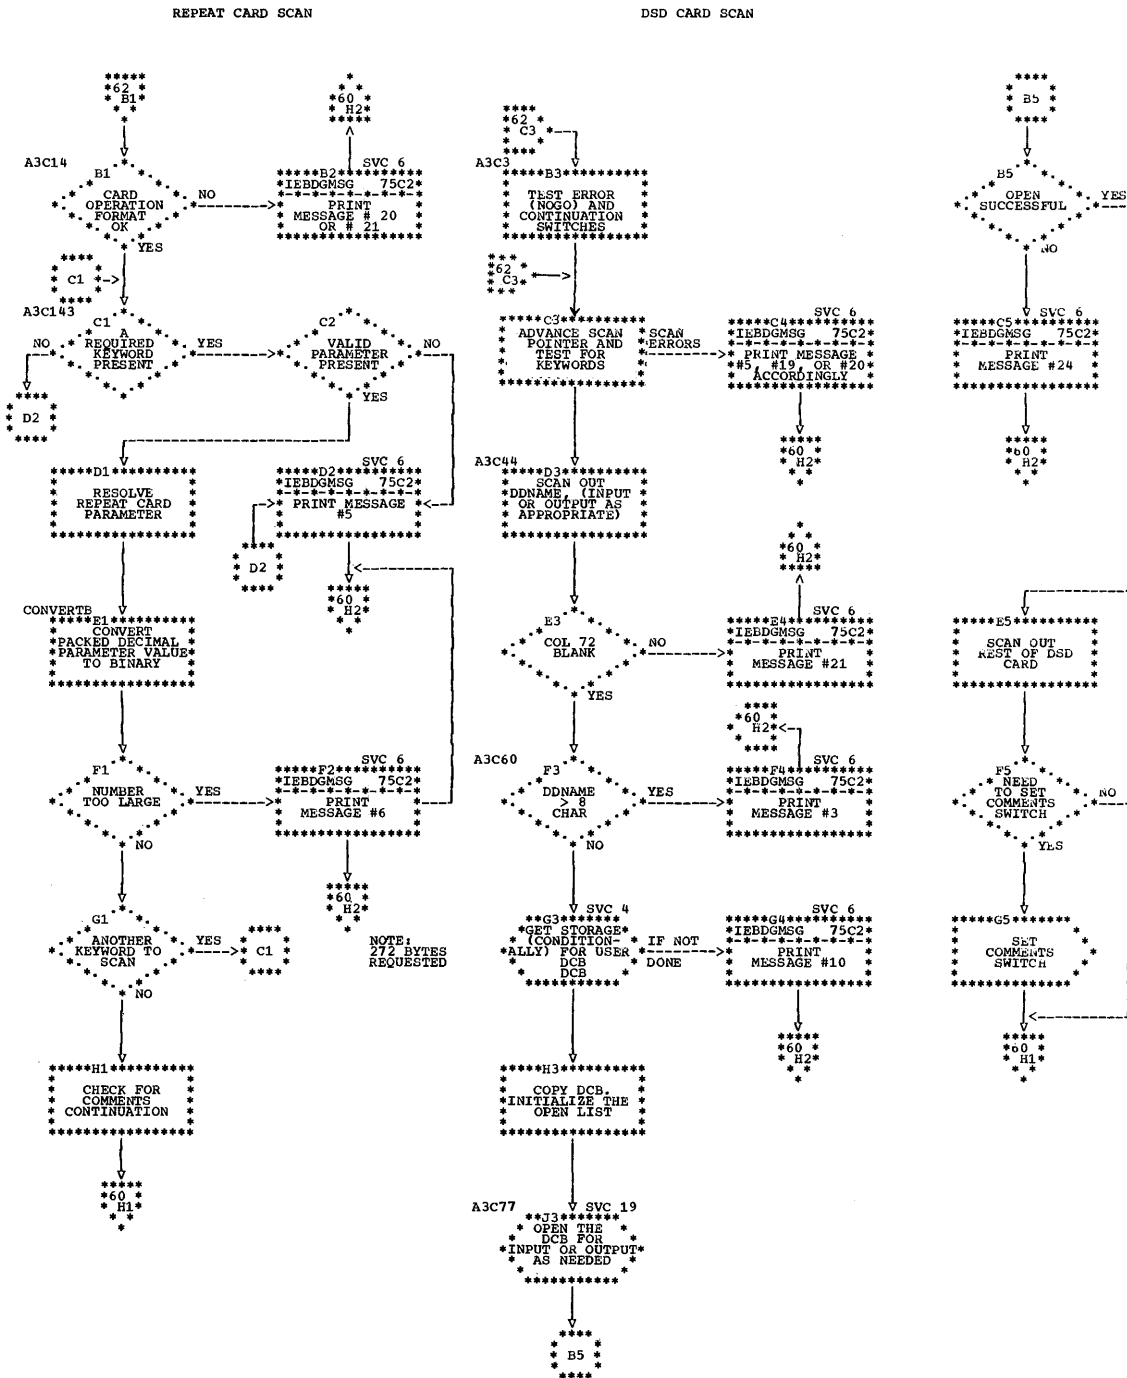 REPEAT CARD SCAN
DSD CARD SCAN
62
B1
60
H2
A3C14
B1
CARD
OPERATION
FORMAT
OK
NO
YES
SVC 6
B2
IEBDGMSG 75C2
PRINT
MESSAGE # 20
OR # 21
C1
A3C143
C1
A
REQUIRED
KEYWORD
PRESENT
NO
YES
D2
C2
VALID
PARAMETER
PRESENT
NO
YES
D1
RESOLVE
REPEAT CARD
PARAMETER
SVC 6
D2
IEBDGMSG 75C2
PRINT MESSAGE
#5
D2
60
H2
CONVERTB
E1
CONVERT
PACKED DECIMAL
PARAMETER VALUE
TO BINARY
F1
NUMBER
TOO LARGE
YES
NO
SVC 6
F2
IEBDGMSG 75C2
PRINT
MESSAGE #6
60
H2
G1
ANOTHER
KEYWORD TO
SCAN
YES
NO
C1
NOTE:
272 BYTES
REQUESTED
H1
CHECK FOR
COMMENTS
CONTINUATION
60
H1
62
C3
A3C3
B3
TEST ERROR
(NOGO) AND
CONTINUATION
SWITCHES
62
C3
C3
ADVANCE SCAN
POINTER AND
TEST FOR
KEYWORDS
SCAN
ERRORS
SVC 6
C4
IEBDGMSG 75C2
PRINT MESSAGE
#5, #19, OR #20
ACCORDINGLY
60
H2
A3C44
D3
SCAN OUT
DDNAME, (INPUT
OR OUTPUT AS
APPROPRIATE)
60
H2
E3
COL 72
BLANK
NO
YES
SVC 6
E4
IEBDGMSG 75C2
PRINT
MESSAGE #21
60
H2
A3C60
F3
DDNAME
> 8
CHAR
YES
NO
SVC 6
F4
IEBDGMSG 75C2
PRINT
MESSAGE #3
SVC 4
G3
GET STORAGE
(CONDITION-
ALLY) FOR USER
DCB
DCB
IF NOT
DONE
SVC 6
G4
IEBDGMSG 75C2
PRINT
MESSAGE #10
60
H2
H3
COPY DCB.
INITIALIZE THE
OPEN LIST
A3C77
SVC 19
J3
OPEN THE
DCB FOR
INPUT OR OUTPUT
AS NEEDED
B5
B5
B5
OPEN
SUCCESSFUL
YES
NO
SVC 6
C5
IEBDGMSG 75C2
PRINT
MESSAGE #24
60
H2
E5
SCAN OUT
REST OF DSD
CARD
F5
NEED
TO SET
COMMENTS
SWITCH
NO
YES
G5
SET
COMMENTS
SWITCH
60
H1